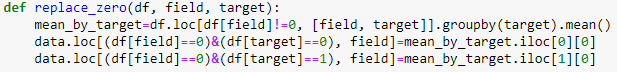 def replace_zero(df, field, target):
    mean_by_target=df.loc[df[field]!=0, [field, target]].groupby(target).mean()
    data.loc[(df[field]==0)&(df[target]==0), field]=mean_by_target.iloc[0][0]
    data.loc[(df[field]==0)&(df[target]==1), field]=mean_by_target.iloc[1][0]